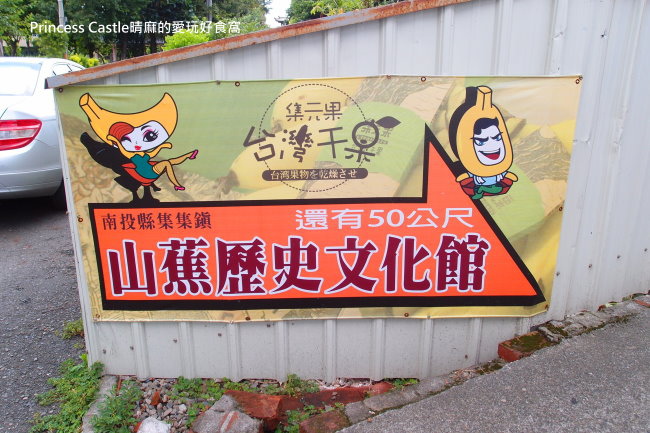 Princess Castle晴麻的愛玩好食窩
集元果
台灣干果
台湾果物を乾燥させ
南投縣集集鎮
還有50公尺
山蕉歷史文化館